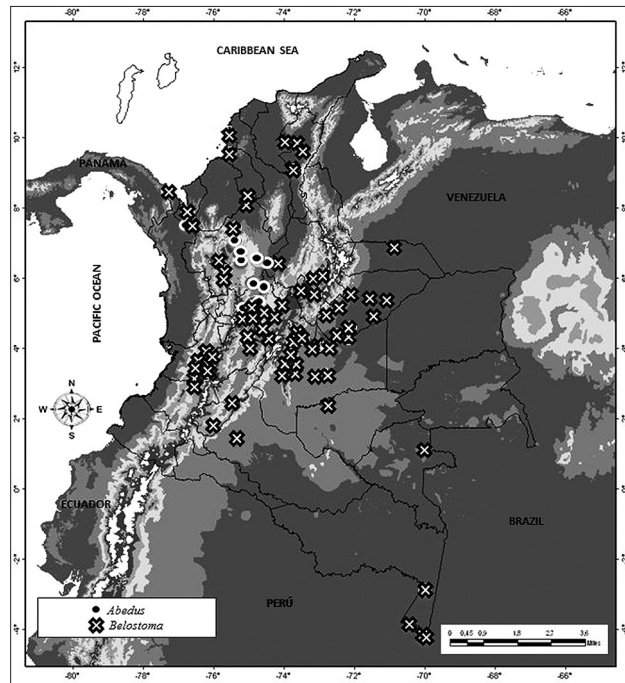 -80° -78° -76° -74° -72° -70° -68° -66°
CARIBBEAN SEA
12°
10°
PANAMÁ
8°
VENEZUELA
6°
PACIFIC OCEAN
4°
N
W E
S
2°
0°
ECUADOR
BRAZIL
-2°
PERÚ
Abedus
Belostoma
-4°
0 0,45 0,9 1,8 2,7 3,6
Miles
-80° -78° -76° -74° -72° -70° -68° -66°